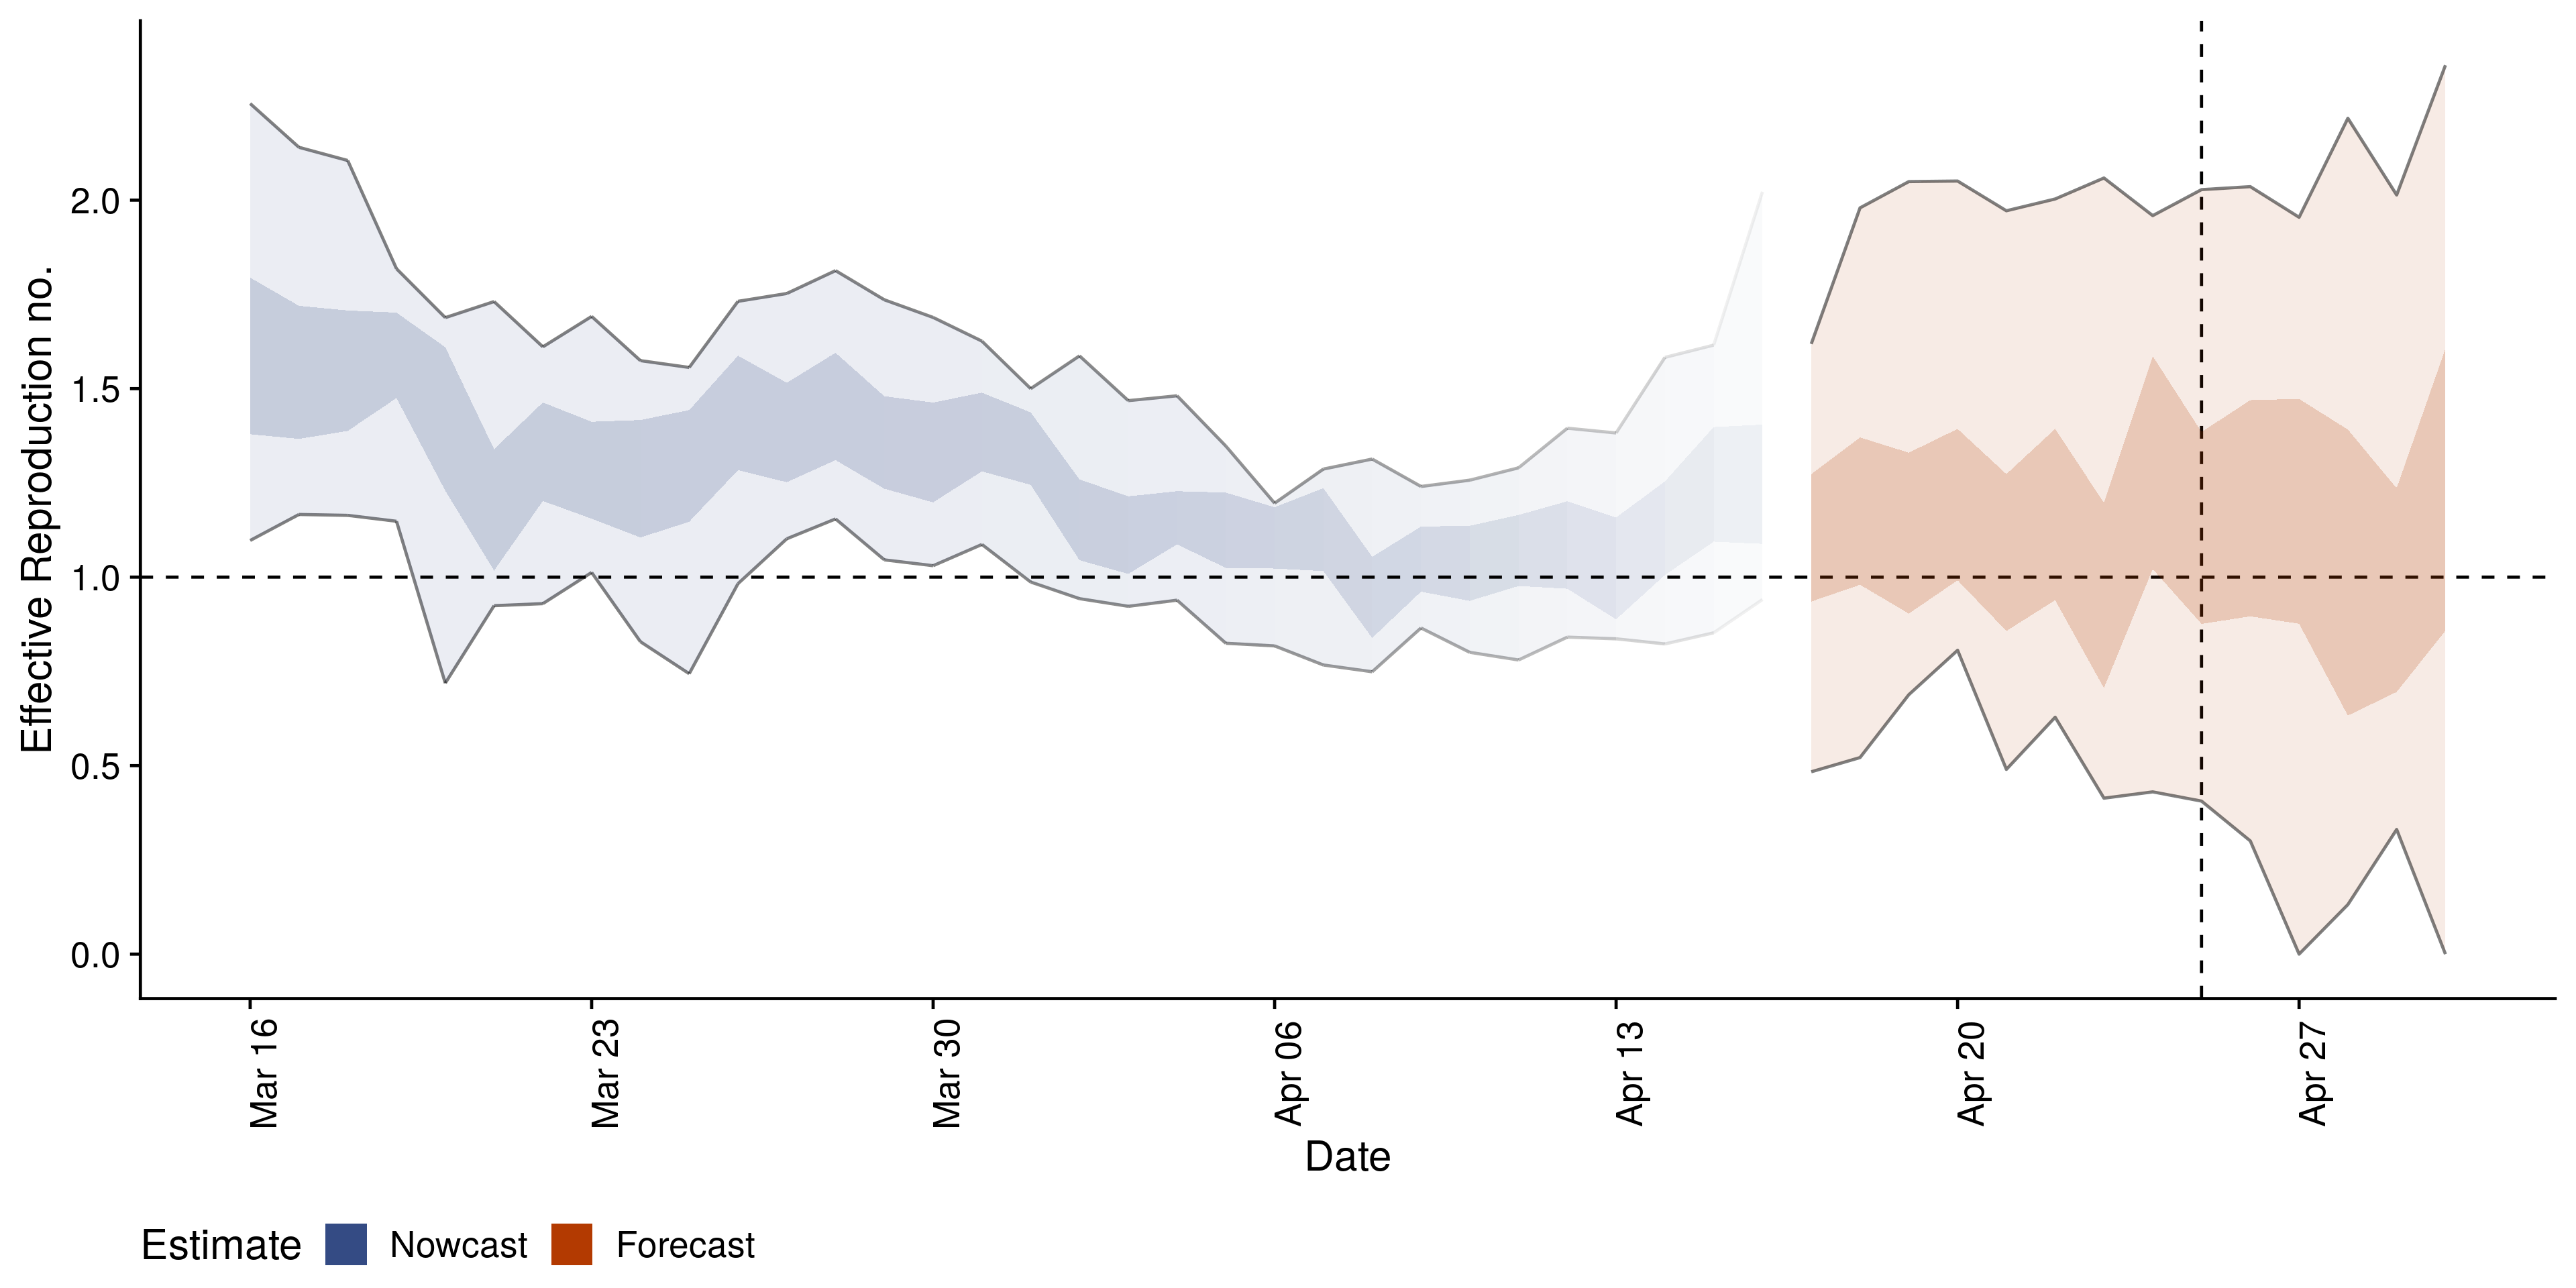 Effective Reproduction no.
2.0
1.5
1.0
0.5
0.0
Mar 16
Mar 23
Mar 30
Apr 06
Apr 13
Apr 20
Apr 27
Date
Estimate Nowcast Forecast